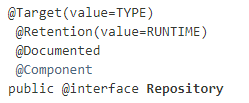 @Target(value=TYPE)
@Retention(value=RUNTIME)
@Documented
@Component
public @interface Repository